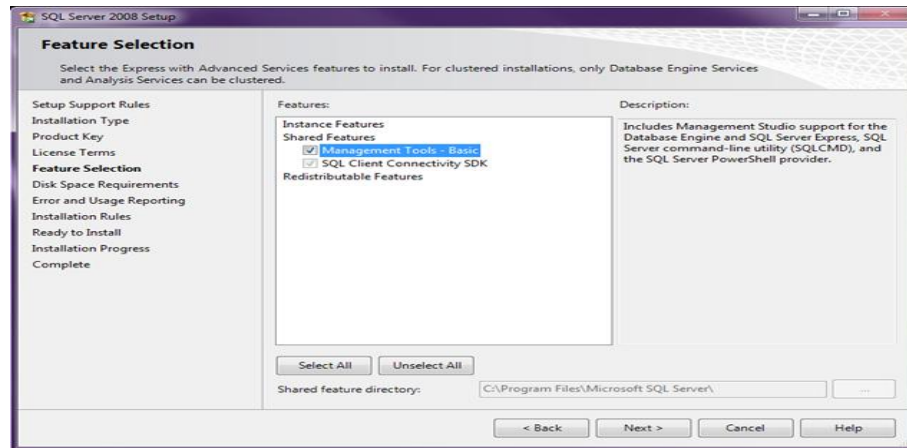 SQL Server 2008 Setup
Feature Selection
Select the Express with Advanced Services features to install. For clustered installations, only Database Engine Services
and Analysis Services can be clustered.
Setup Support Rules
Installation Type
Product Key
License Terms
Feature Selection
Disk Space Requirements
Error and Usage Reporting
Installation Rules
Ready to Install
Installation Progress
Complete
Features:
Instance Features
Shared Features
Management Tools - Basic
SQL Client Connectivity SDK
Redistributable Features
Description:
Includes Management Studio support for the
Database Engine and SQL Server Express, SQL
Server command-line utility (SQLCMD), and
the SQL Server PowerShell provider.
Select All
Unselect All
Shared feature directory:
C:\Program Files\Microsoft SQL Server\
...
< Back
Next >
Cancel
Help